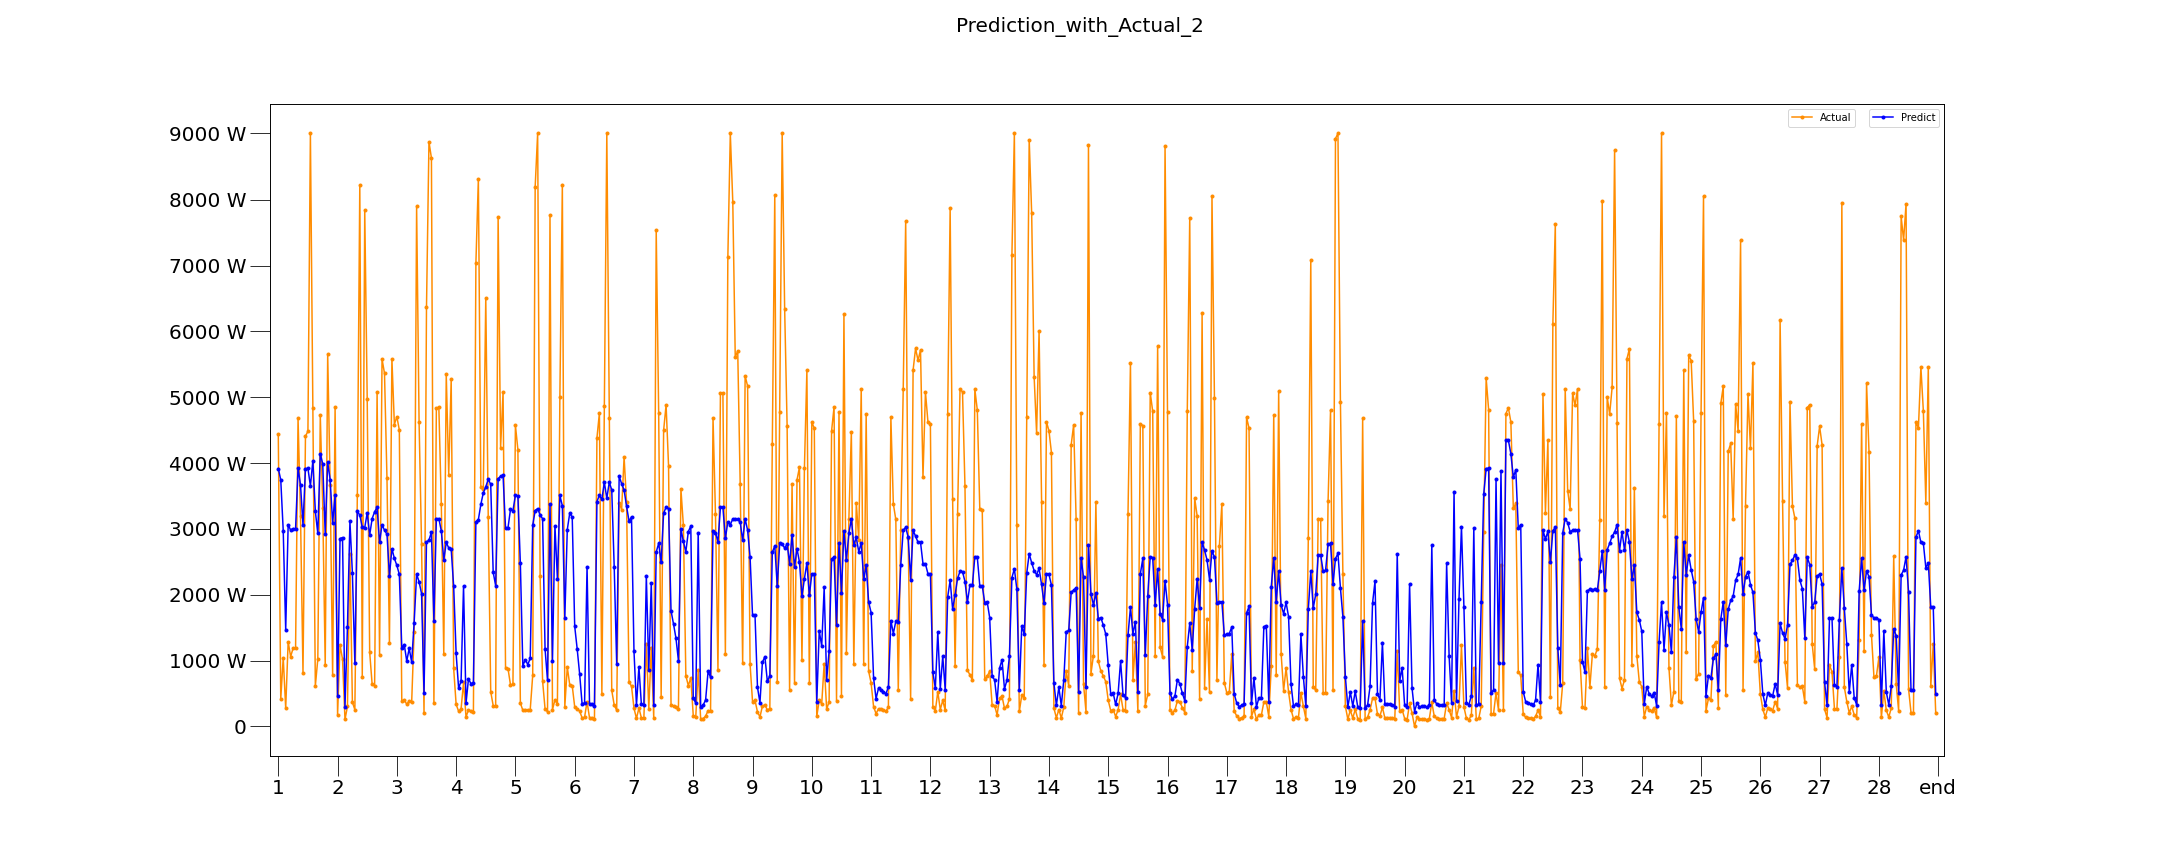 Prediction_with_Actual_2
Actual Predict
9000 W
8000 W
7000 W
6000 W
5000 W
4000 W
3000 W
2000 W
1000 W
0
1 2 3 4 5 6 7 8 9 10 11 12 13 14 15 16 17 18 19 20 21 22 23 24 25 26 27 28 end